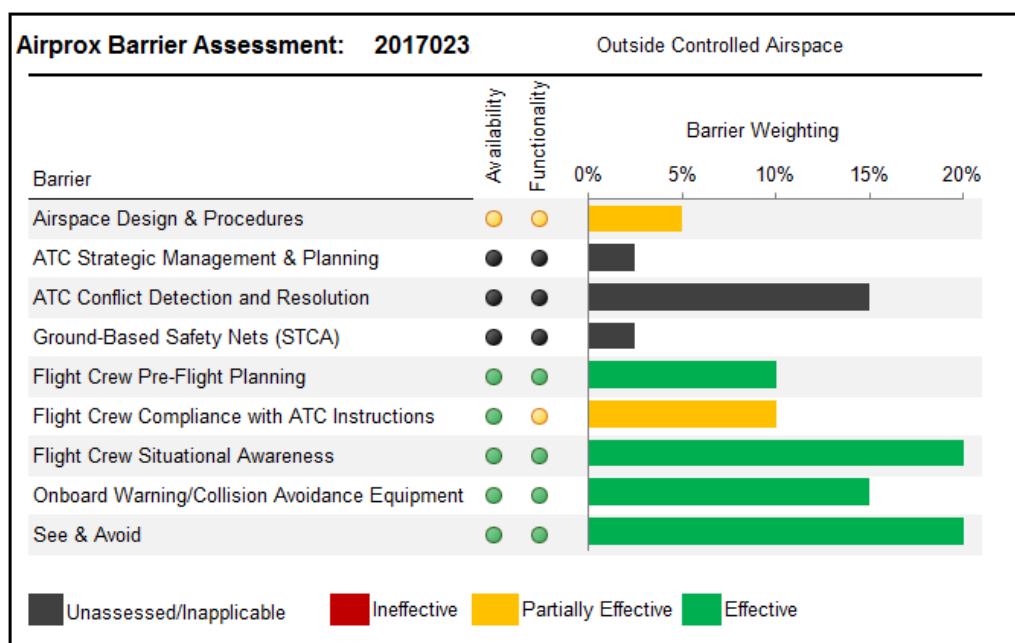 Airprox Barrier Assessment: 2017023 Outside Controlled Airspace
Availability
Functionality
Barrier Weighting
Barrier
0% 5% 10% 15% 20%
Airspace Design & Procedures
ATC Strategic Management & Planning
ATC Conflict Detection and Resolution
Ground-Based Safety Nets (STCA)
Flight Crew Pre-Flight Planning
Flight Crew Compliance with ATC Instructions
Flight Crew Situational Awareness
Onboard Warning/Collision Avoidance Equipment
See & Avoid
Unassessed/Inapplicable Ineffective Partially Effective Effective